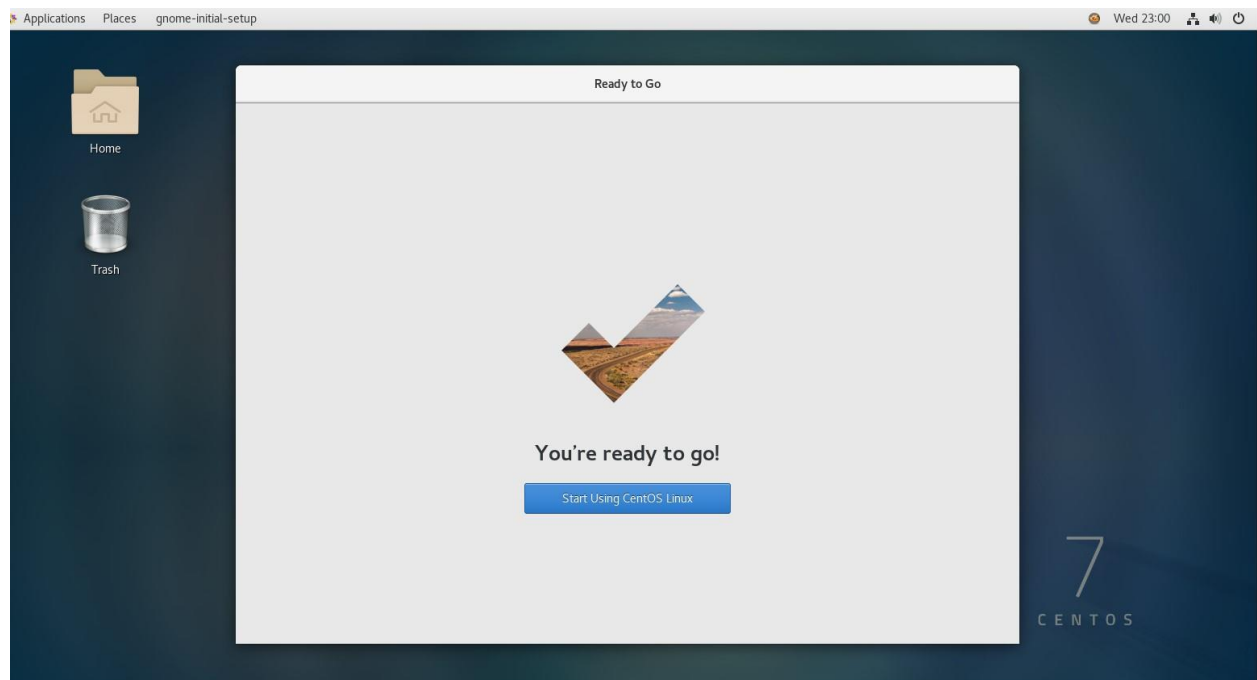 Applications Places gnome-initial-setup Wed 23:00
Ready to Go
Home
Trash
You're ready to go!
Start Using CentOS Linux
7
CENTOS